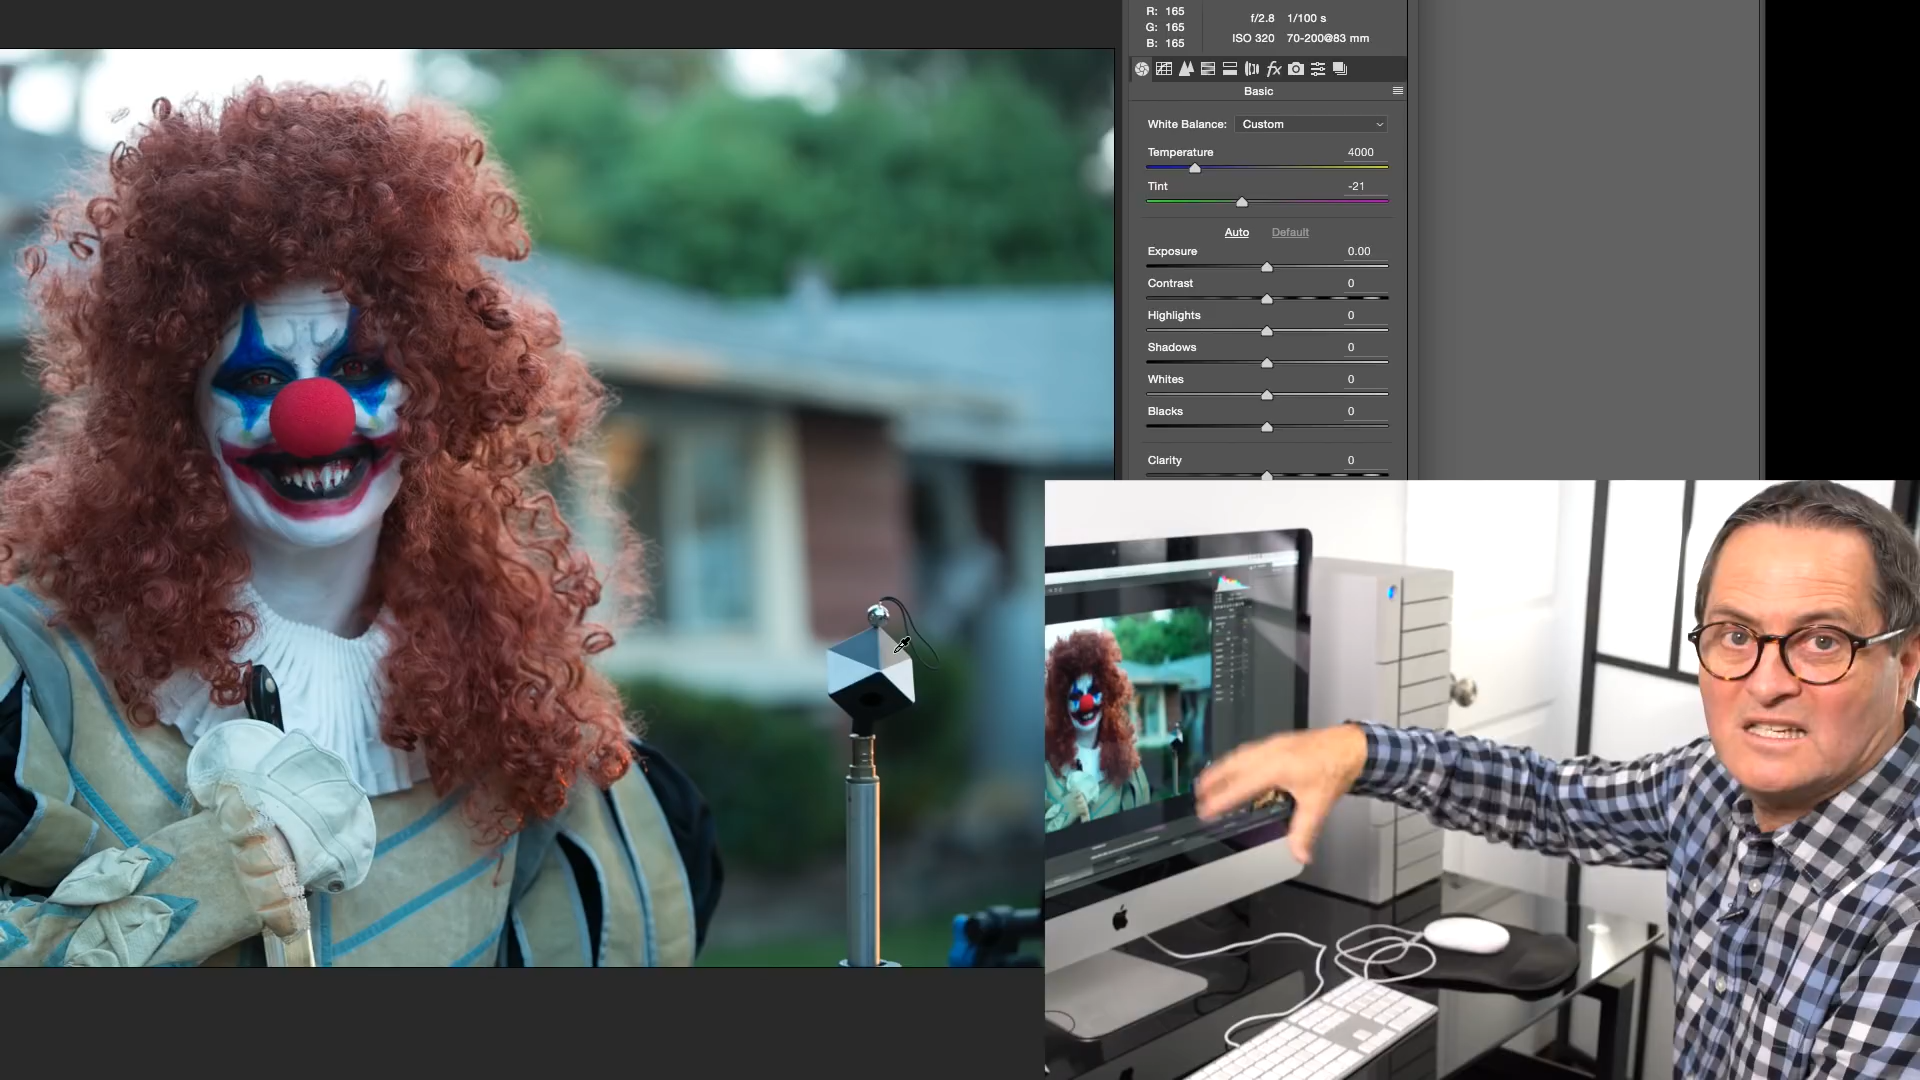 R: 165
G: 165
B: 165
f/2.8 1/100 s
ISO 320 70-200@83 mm
fx
Basic
White Balance: Custom
Temperature 4000
Tint -21
Auto Default
Exposure 0.00
Contrast 0
Highlights 0
Shadows 0
Whites 0
Blacks 0
Clarity 0